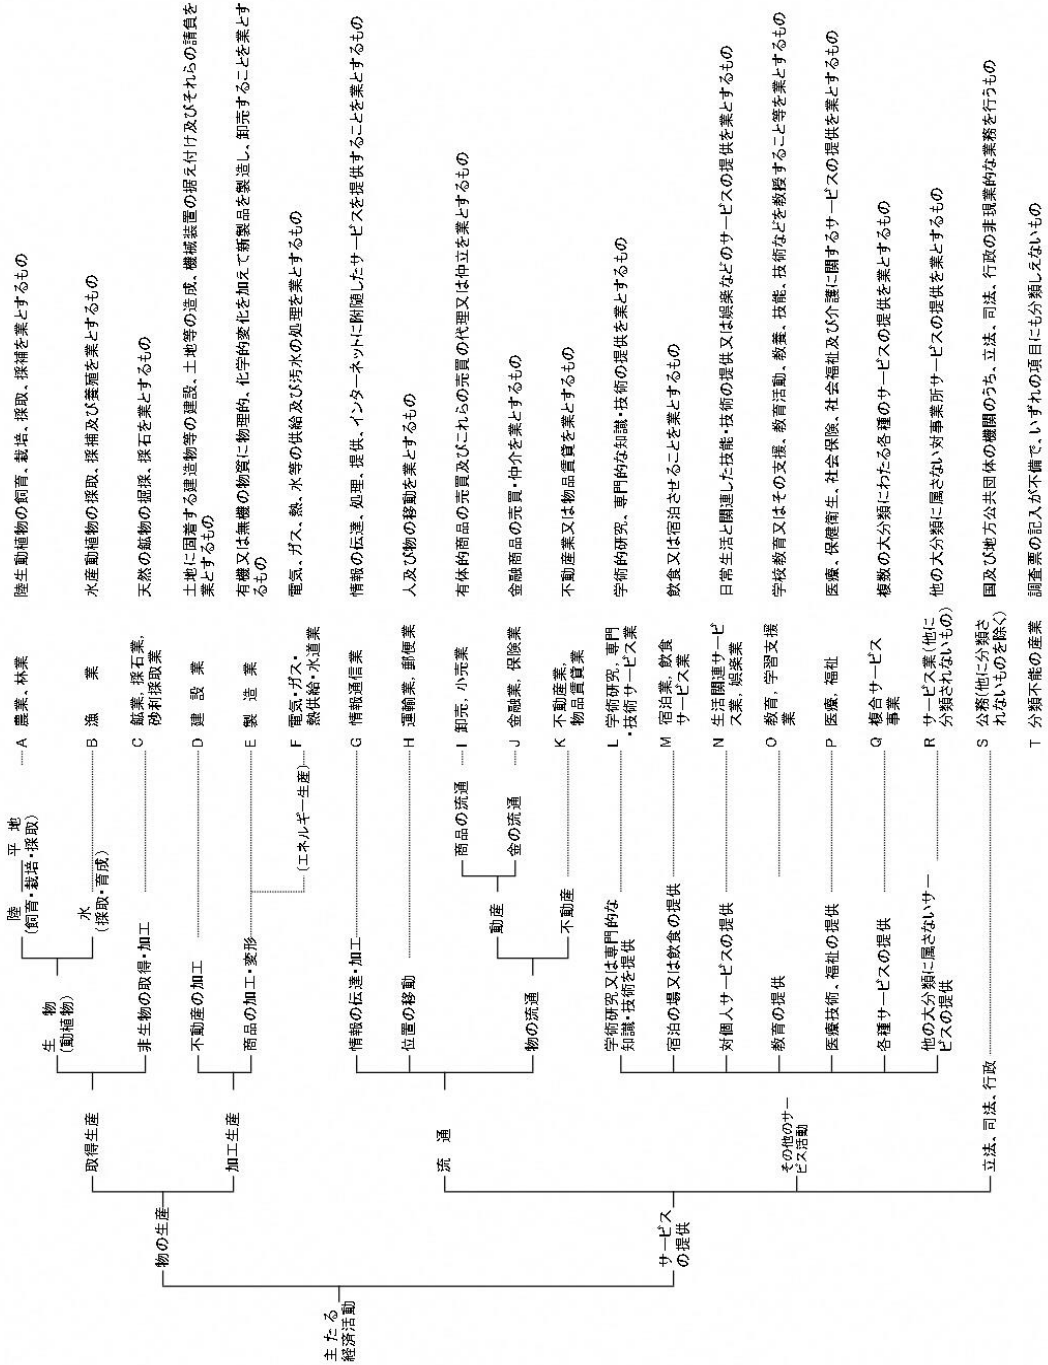 主たる
経済活動
物の生産
サービス
の提供
取得生産
加工生産
流　通
その他のサー
ビス活動
立法、司法、行政
生　物
(動植物)
非生物の取得・加工
不動産の加工
商品の加工・変形
情報の伝達・加工
位置の移動
物の流通
学術研究又は専門的な
知識・技術を提供
宿泊の場又は飲食の提供
対個人サービスの提供
教育の提供
医療技術、福祉の提供
各種サービスの提供
他の大分類に属さないサー
ビスの提供
陸　平　地
(飼育・栽培・採取)
水
(採取・育成)
(エネルギー生産)
動産
不動産
商品の流通
金の流通
A 農業、林業
陸生動植物の飼育、栽培、採取、採補を業とするもの
B 漁　業
水産動植物の採取、採捕及び養殖を業とするもの
C 鉱業，採石業，
砂利採取業
天然の鉱物の掘採、採石を業とするもの
D 建　設　業
土地に固着する建造物等の建設、土地等の造成、機械装置の据え付け及びそれらの請負を
業とするもの
E 製　造　業
有機又は無機の物質に物理的、化学的変化を加えて新製品を製造し、卸売することを業とす
るもの
F 電気・ガス・
熱供給・水道業
電気、ガス、熱、水等の供給及び汚水の処理を業とするもの
G 情報通信業
情報の伝達、処理、提供、インターネットに附随したサービスを提供することを業とするもの
H 運輸業，郵便業
人及び物の移動を業とするもの
I 卸売、小売業
有体的商品の売買及びこれらの売買の代理又は仲立を業とするもの
J 金融業，保険業
金融商品の売買・仲介を業とするもの
K 不動産業，
物品賃貸業
不動産業又は物品賃貸を業とするもの
L 学術研究，専門
・技術サービス業
学術的研究、専門的な知識・技術の提供を業とするもの
M 宿泊業，飲食
サービス業
飲食又は宿泊させることを業とするもの
N 生活関連サービ
ス業，娯楽業
日常生活と関連した技能・技術の提供又は娯楽などのサービスの提供を業とするもの
O 教育，学習支援
業
学校教育又はその支援、教育活動、教養、技能、技術などを教授すること等を業とするもの
P 医療，福祉
医療、保健衛生、社会保険、社会福祉及び介護に関するサービスの提供を業とするもの
Q 複合サービス
事業
複数の大分類にわたる各種のサービスの提供を業とするもの
R サービス業(他に
分類されないもの)
他の大分類に属さない対事業所サービスの提供を業とするもの
S 公務(他に分類さ
れないものを除く)
国及び地方公共団体の機関のうち、立法、司法、行政の非現業的な業務を行うもの
T 分類不能の産業
調査票の記入が不備で、いずれの項目にも分類しえないもの